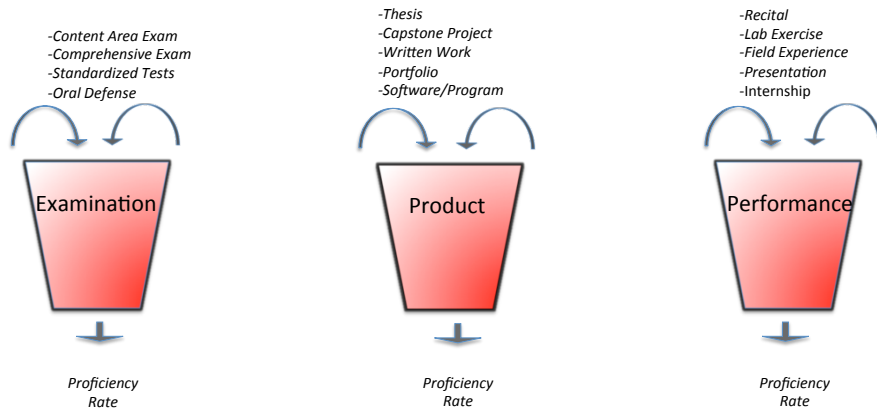 -Content Area Exam
-Comprehensive Exam
-Standardized Tests
-Oral Defense
Examination
Proficiency
Rate
-Thesis
-Capstone Project
-Written Work
-Portfolio
-Software/Program
Product
Proficiency
Rate
-Recital
-Lab Exercise
-Field Experience
-Presentation
-Internship
Performance
Proficiency
Rate